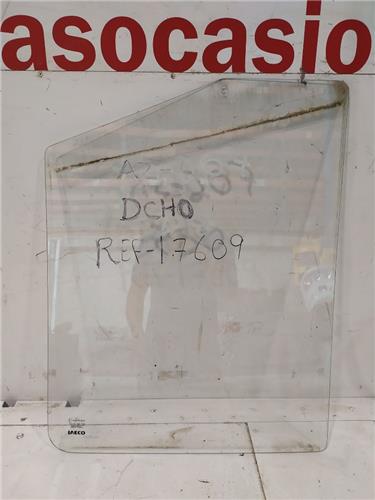 asocasio
AZ-
DCHO
REF-17609
IVECO